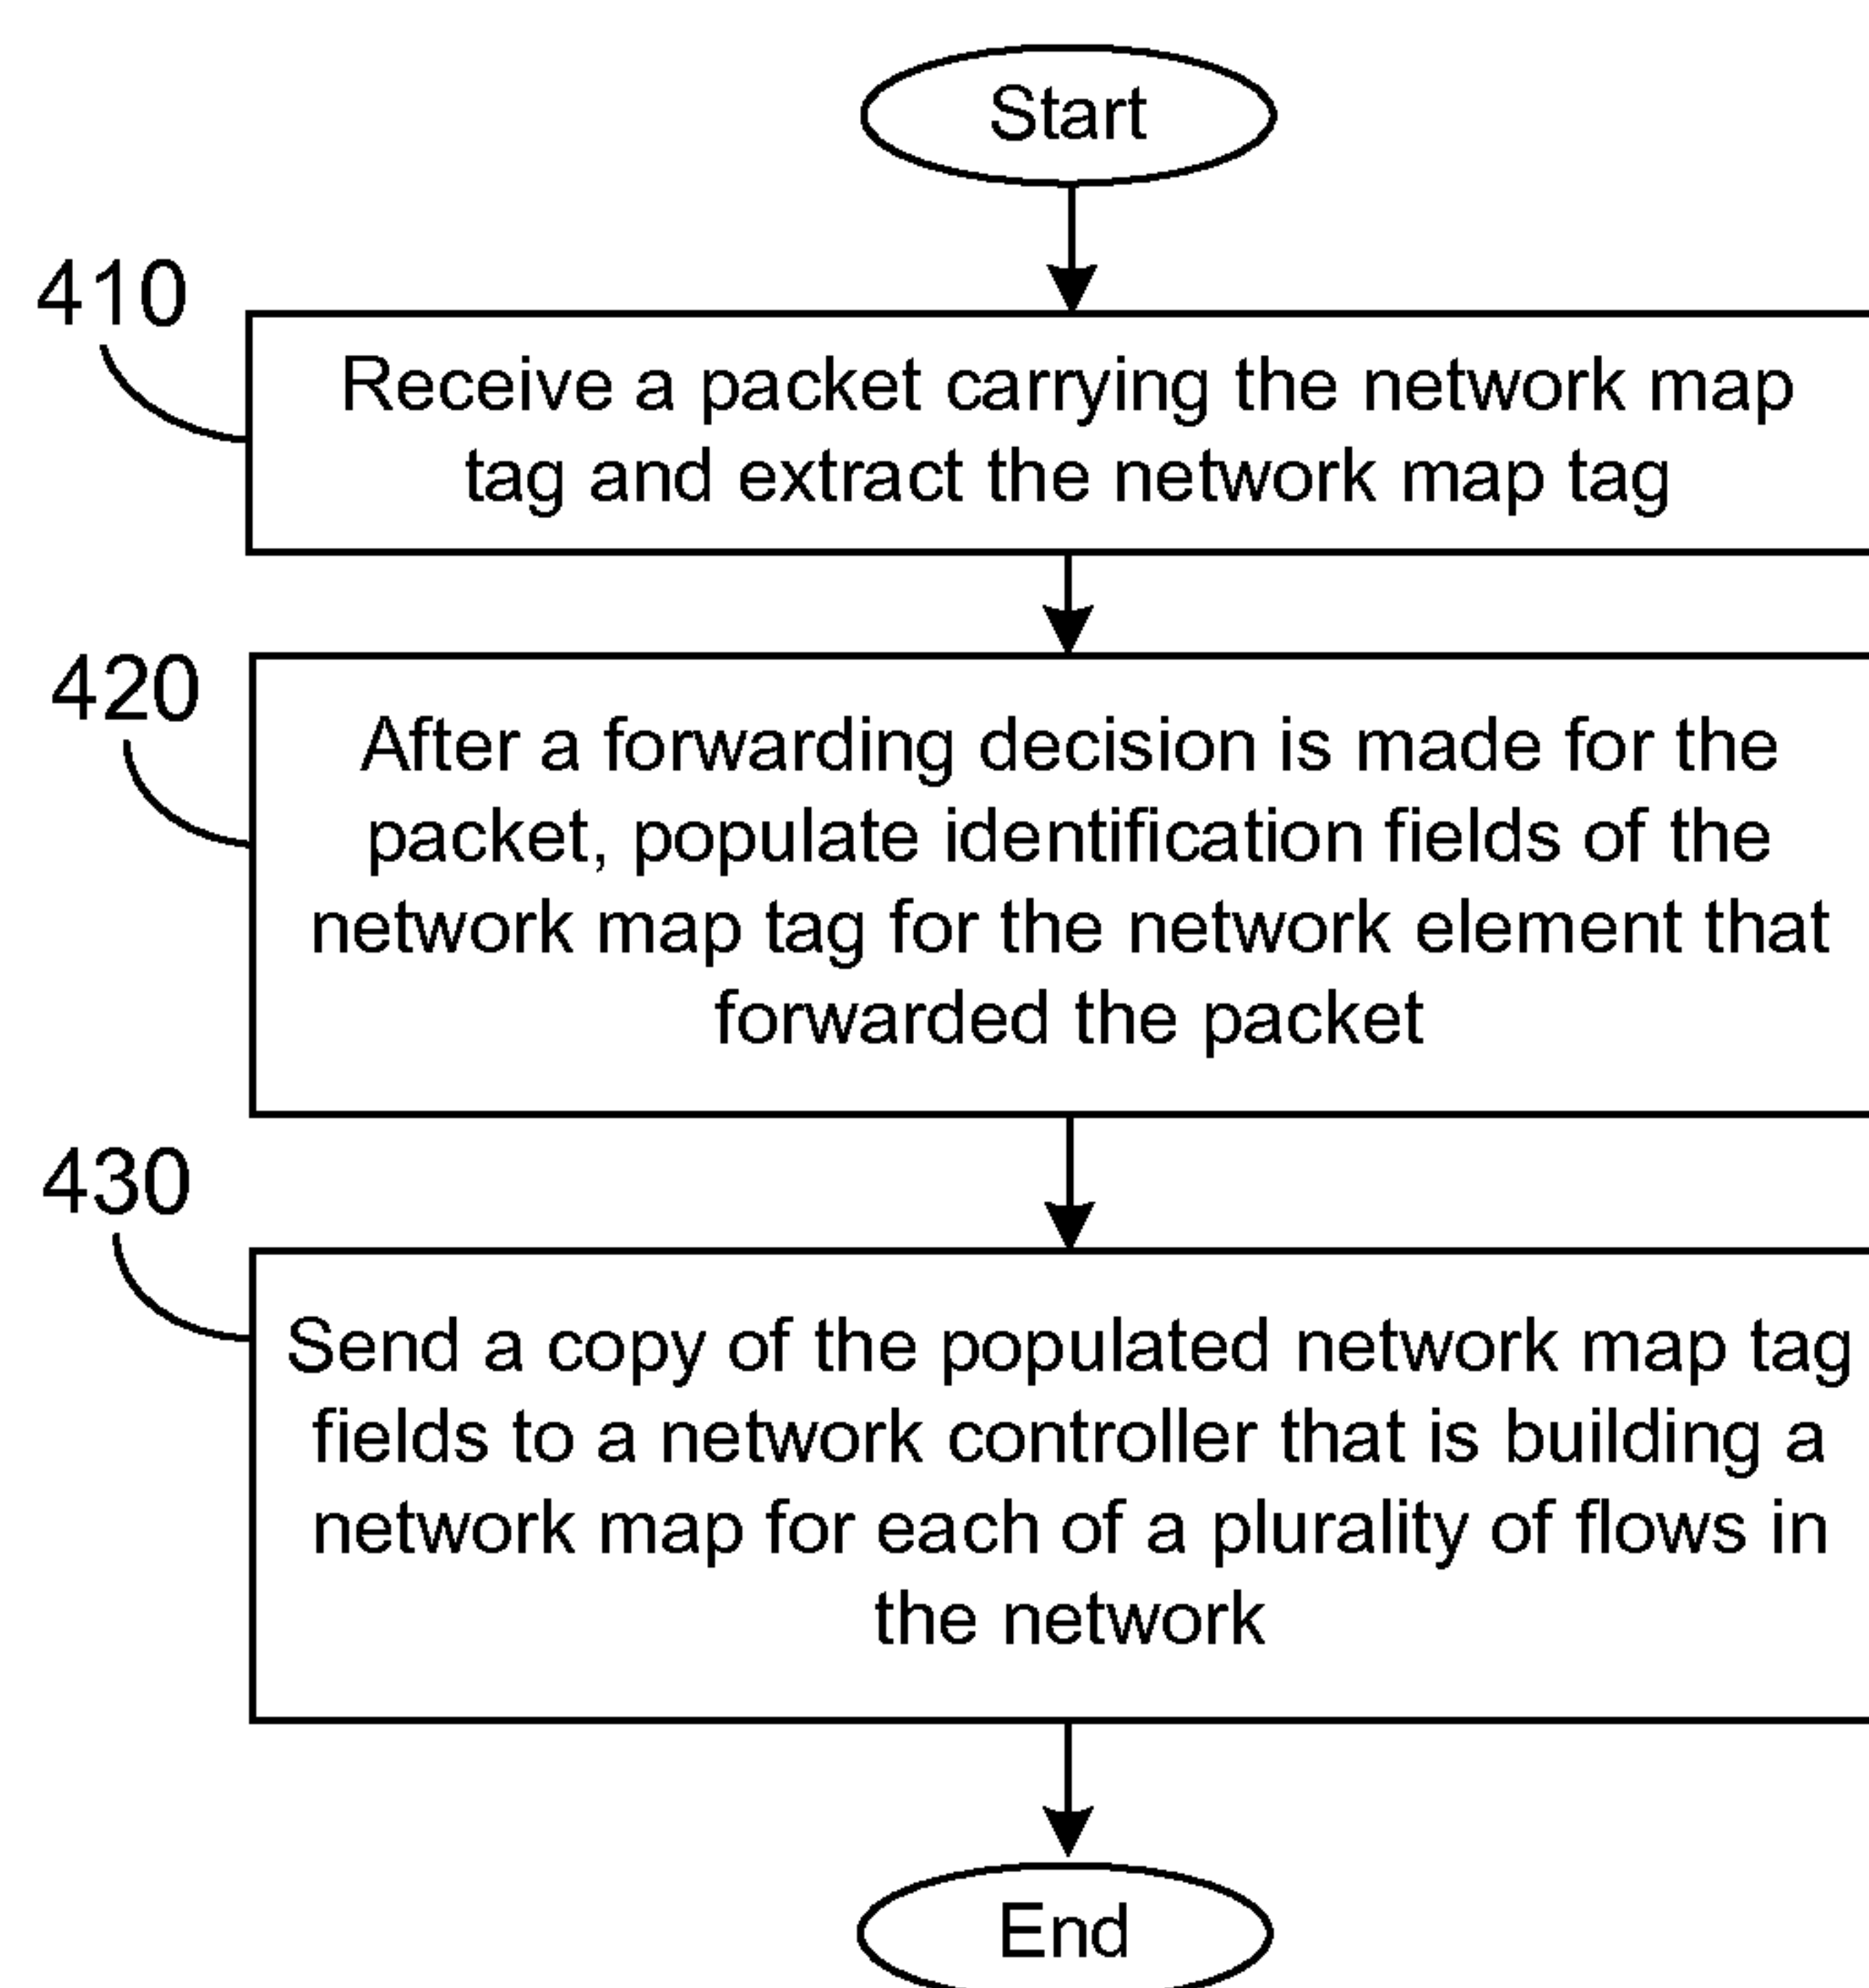 Start
410
Receive a packet carrying the network map
tag and extract the network map tag
420
After a forwarding decision is made for the
packet, populate identification fields of the
network map tag for the network element that
forwarded the packet
430
Send a copy of the populated network map tag
fields to a network controller that is building a
network map for each of a plurality of flows in
the network
End